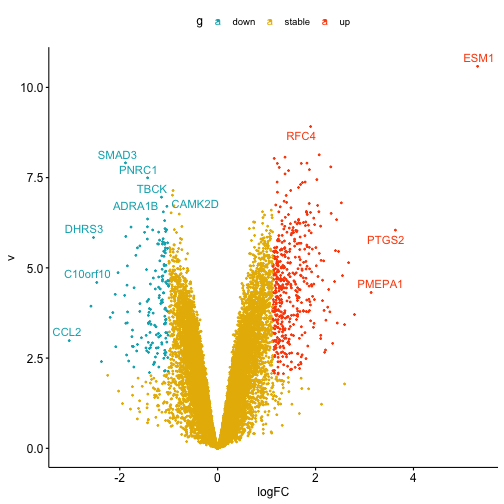 g a down a stable a up
ESM1
RFC4
SMAD3
PNRC1
TBCK
ADRA1B
CAMK2D
DHRS3
PTGS2
C10orf10
PMEPA1
CCL2
v
10.0
7.5
5.0
2.5
0.0
-2 0 2 4
logFC